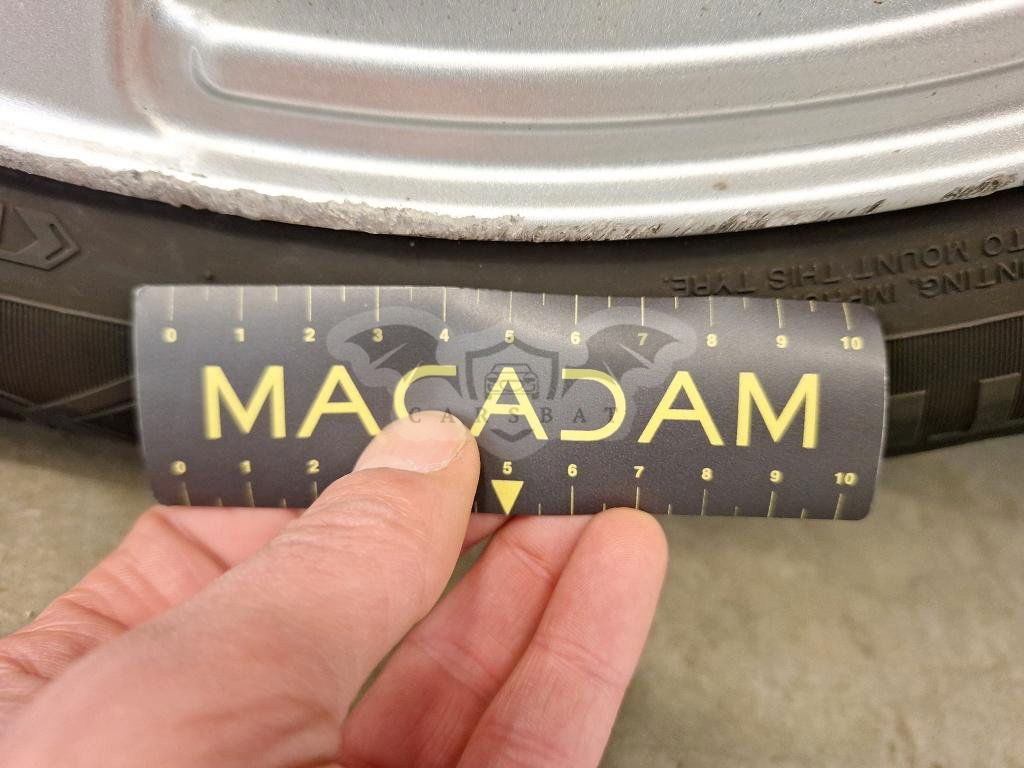 TO MOUNT THIS TYRE.
0 1 2 3 4 5 6 7 8 9 10
MACADAM
CARSBAT
0 1 2 5 6 7 8 9 10